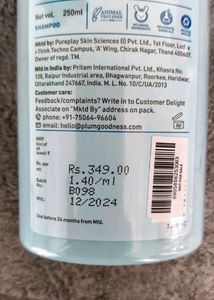 Net vol. 250ml
SHAMPOO
ANIMAL
TEST-FREE
Mktd by: Pureplay Skin Sciences (I) Pvt. Ltd., 1st Floor, Lodha
i-Think Techno Campus, 'A' Wing, Chirak Nagar, Thane 400607.
Owner of regd. TM.
Made in India by: Pritam International Pvt. Ltd., Khasra No.
138, Raipur Industrial area, Bhagwanpur, Roorkee, Haridwar,
Uttarakhand, 247667, India. M. L. No. 10/C/UA/2013
Customer care:
Feedback/complaints? Write in to Customer Delight
Associate on "Mktd By" address on pack.
phone: +91-75064-96604
email: hello@plumgoodness.com
Rs.349.00
1.40/ml
B098
12/2024
Use before 24 months from Mfd.